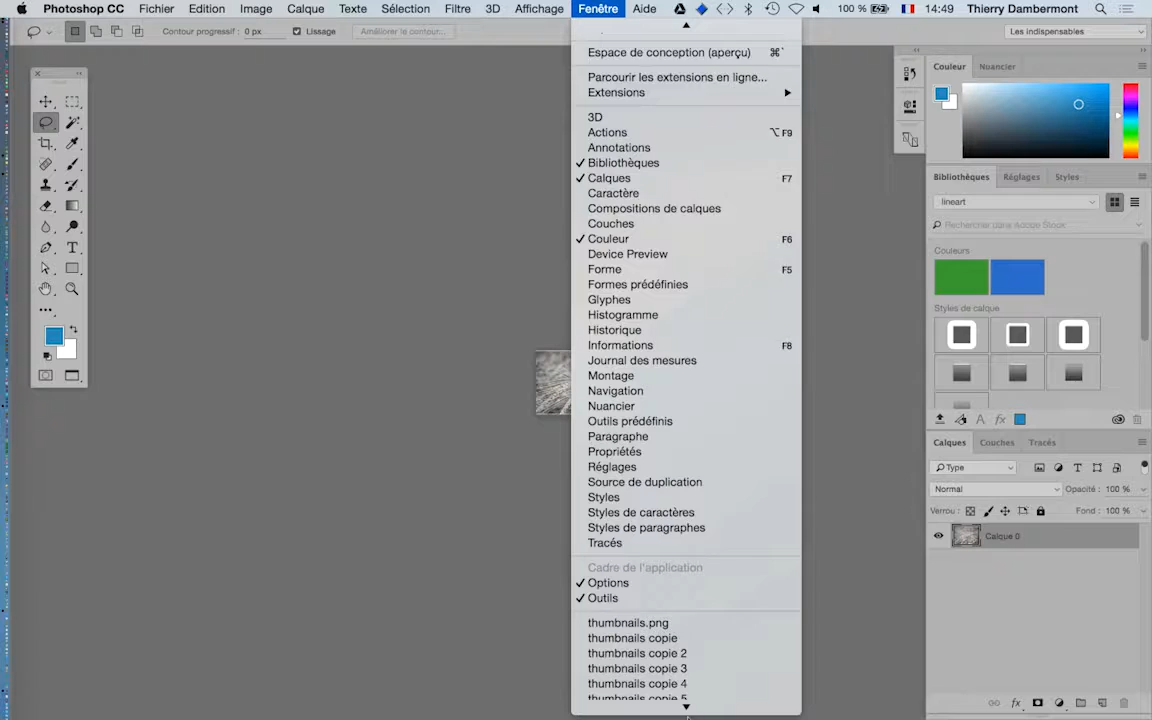 Photoshop CC Fichier Edition Image Calque Texte Sélection Filtre 3D Affichage Fenêtre Aide 100 % 14:49 Thierry Dambermont
Contour progressif : 0 px Lissage Améliorer le contour... Les indispensables
Espace de conception (aperçu) ⌘`
Parcourir les extensions en ligne...
Extensions
3D
Actions ⌥F9
Annotations
Bibliothèques
Calques F7
Caractère
Compositions de calques
Couches
Couleur F6
Device Preview
Forme F5
Formes prédéfinies
Glyphes
Histogramme
Historique
Informations F8
Journal des mesures
Montage
Navigation
Nuancier
Outils prédéfinis
Paragraphe
Propriétés
Réglages
Source de duplication
Styles
Styles de caractères
Styles de paragraphes
Tracés
Cadre de l'application
Options
Outils
thumbnails.png
thumbnails copie
thumbnails copie 2
thumbnails copie 3
thumbnails copie 4
thumbnails copie 5
Couleur Nuancier
Bibliothèques Réglages Styles
lineart
Rechercher dans Adobe Stock
Couleurs
Styles de calque
Calques Couches Tracés
Type
Normal Opacité : 100 %
Verrou : Fond : 100 %
Calque 0